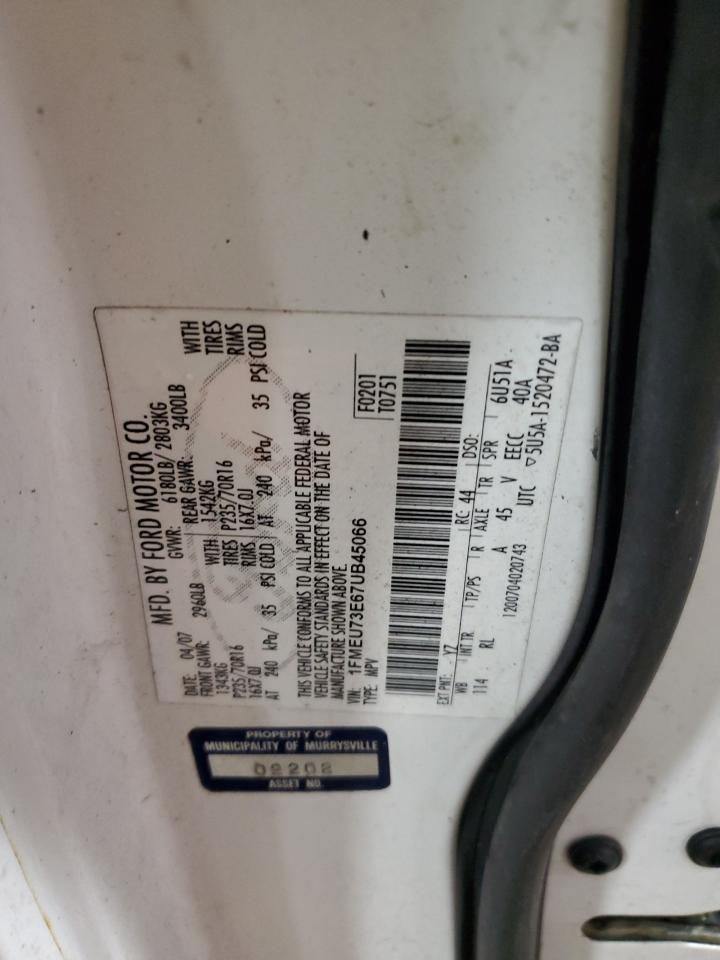 MFD. BY FORD MOTOR CO.
DATE: 04/07 GVWR: 6180LB/ 2803KG
FRONT GAWR: 2960LB REAR GAWR: 3400LB
1343KG WITH 1542KG WITH
P235/70R16 TIRES P235/70R16 TIRES
16X7.0J RIMS 16X7.0J RIMS
AT 240 kPa/ 35 PSI COLD AT 240 kPa/ 35 PSI COLD
THIS VEHICLE CONFORMS TO ALL APPLICABLE FEDERAL MOTOR
VEHICLE SAFETY STANDARDS IN EFFECT ON THE DATE OF
MANUFACTURE SHOWN ABOVE.
VIN: 1FMEU73E67UB45066
TYPE: MPV
F0201
T0751
EXT PNT: YZ RC: 44 DSO:
WB INT TR TP/PS R AXLE TR SPR 6U51A
114 RL A 45 V EECC 40A
1200704020743 UTC ▽5U5A-1520472-BA
PROPERTY OF
MUNICIPALITY OF MURRYSVILLE
ASSET NO.